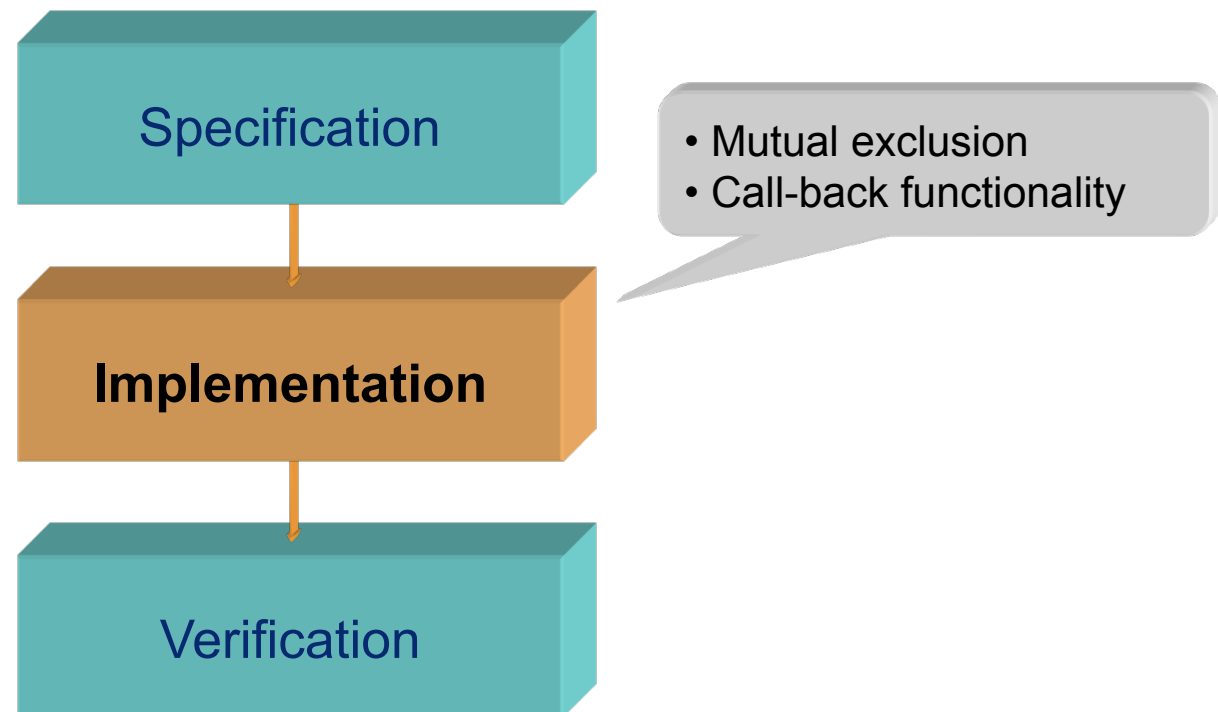 Specification
• Mutual exclusion
• Call-back functionality
Implementation
Verification